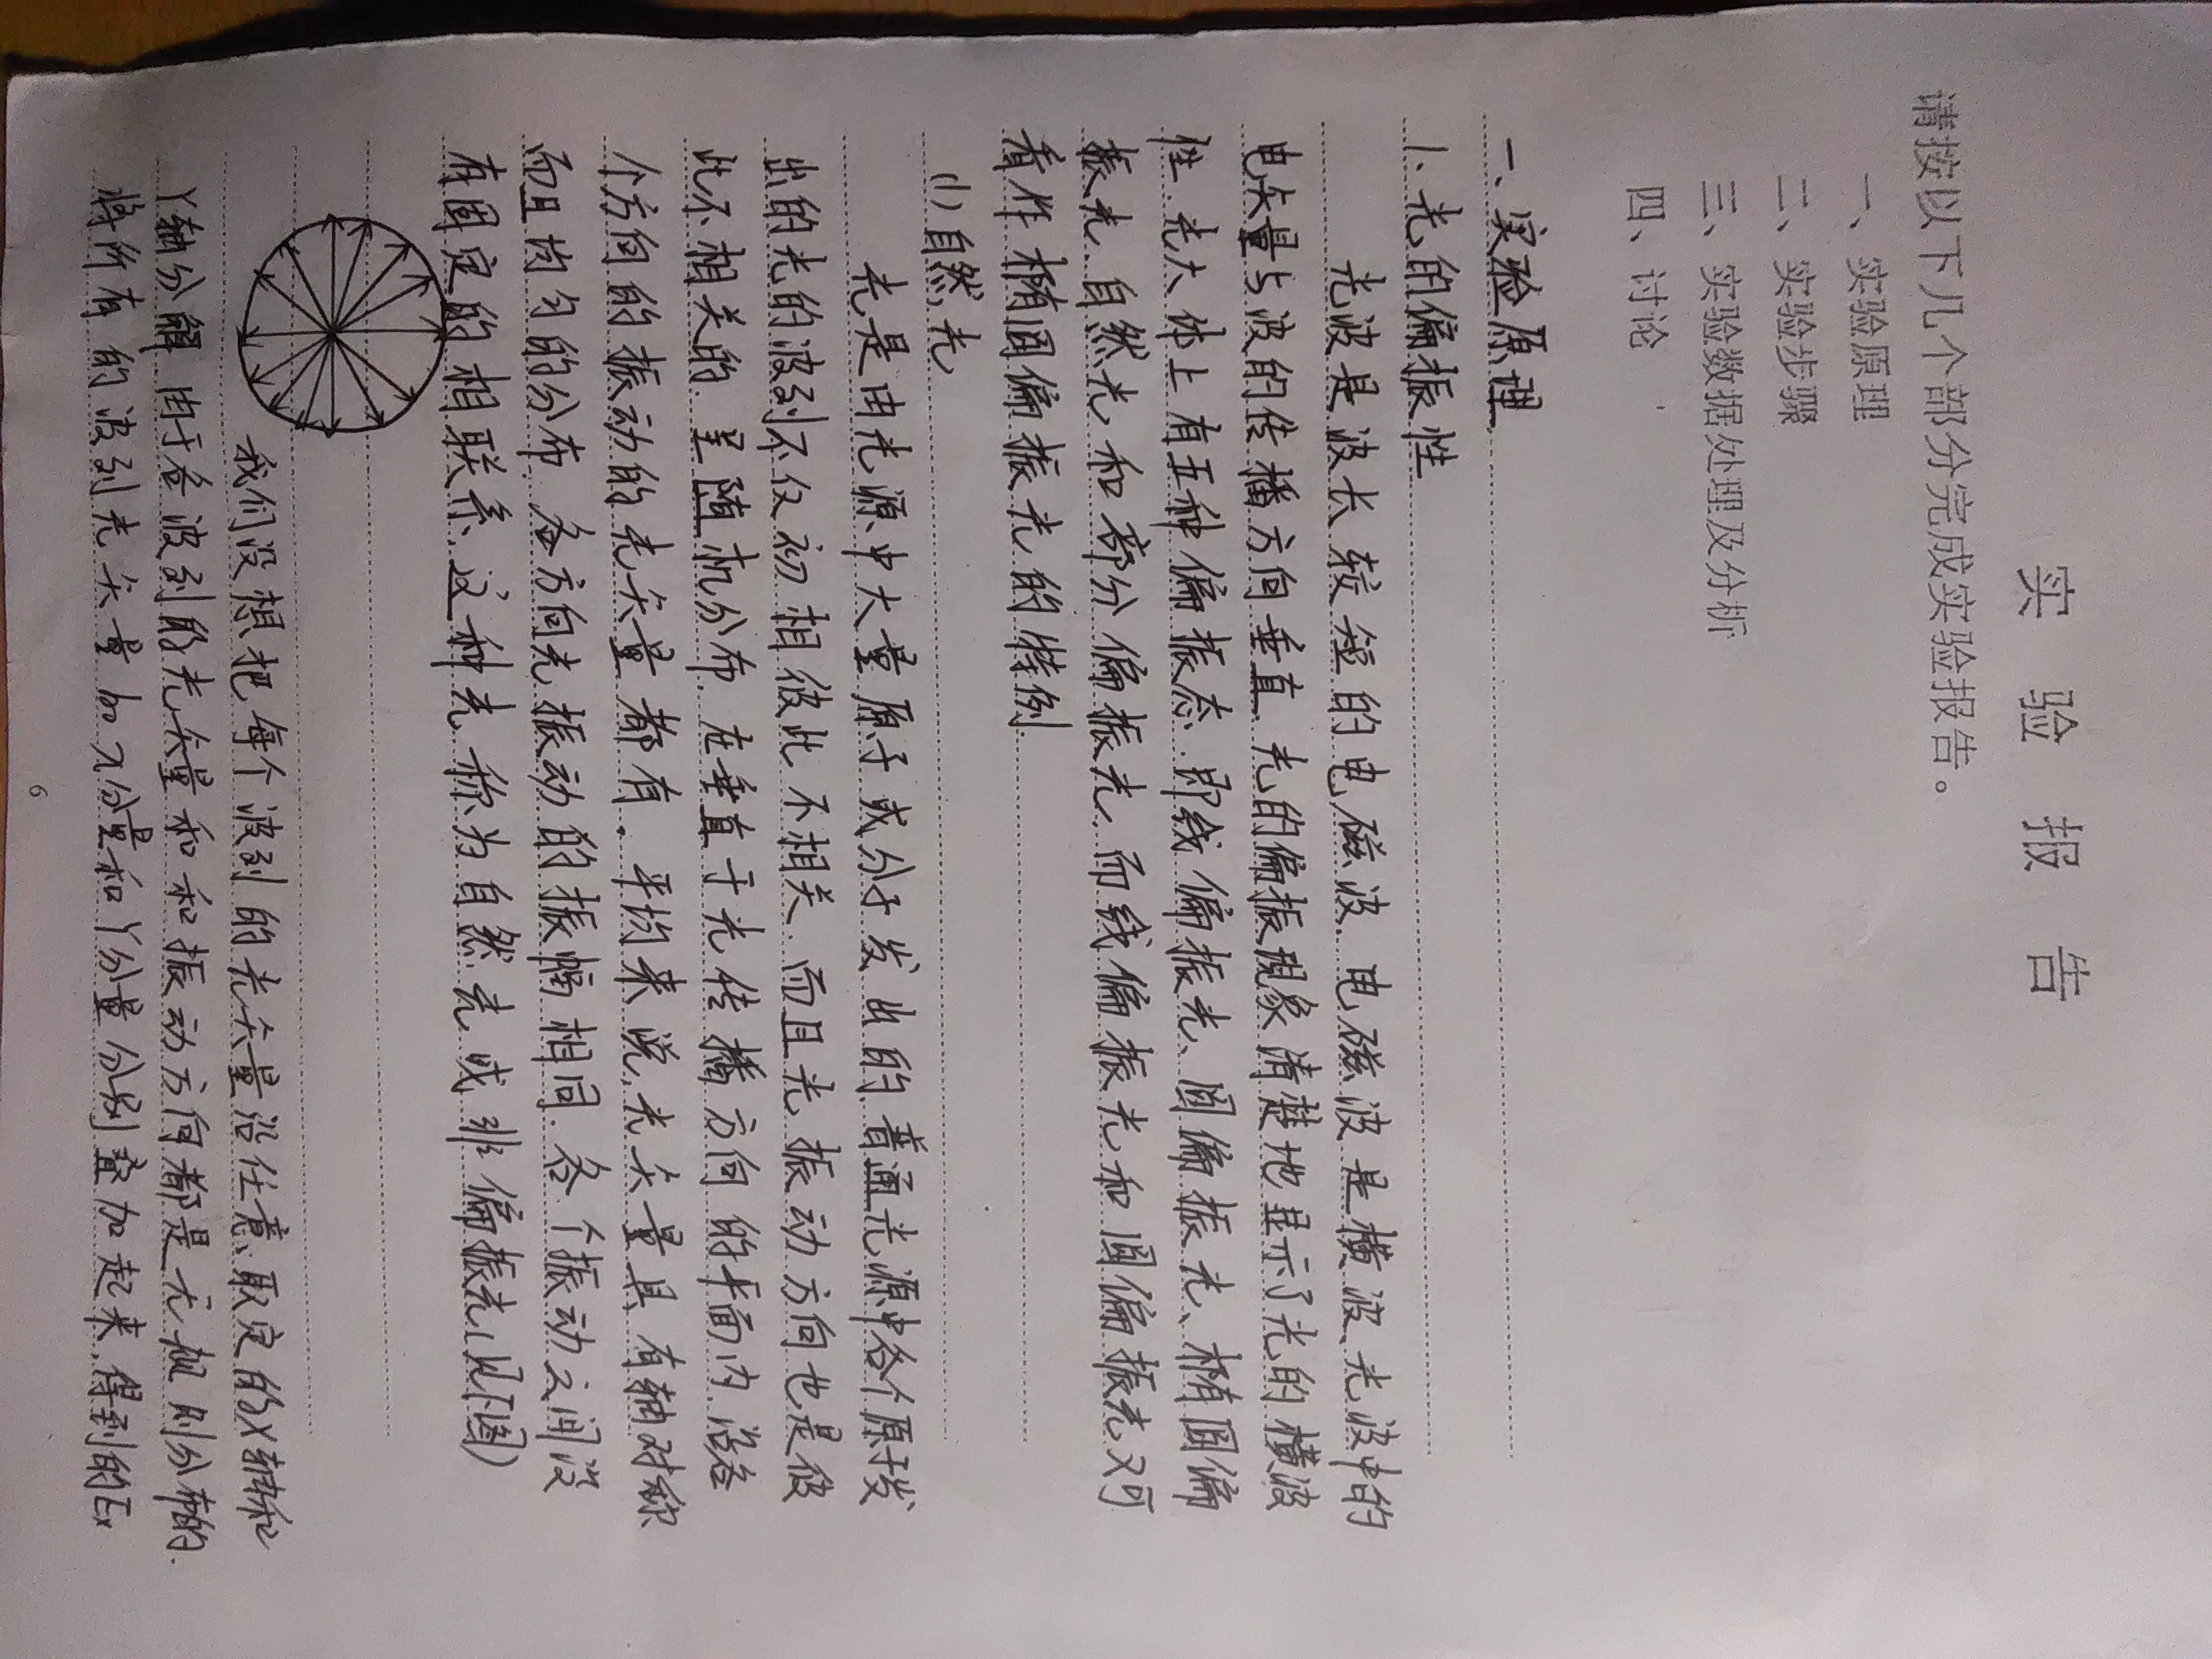 实验报告
请按以下几个部分完成实验报告。
一、实验原理
二、实验步骤
三、实验数据处理及分析
四、讨论
一、实验原理
1、光的偏振性
光波是波长较短的电磁波.电磁波是横波、光波中的
电矢量与波的传播方向垂直.光的偏振现象清楚地显示了光的横波
性.光大体上有五种偏振态.即线偏振光、圆偏振光、椭圆偏
振光.自然光和部分偏振光.而线偏振光和圆偏振光又可
看作椭圆偏振光的特例.
(1)自然光
光是由光源中大量原子或分子发出的.普通光源中各个原子发
出的光的波列不仅初相彼此不相关.而且光振动方向也是彼
此不相关的.呈随机分布.在垂直于光传播方向的平面内.沿各
个方向的振动的光矢量都有.平均来说.光矢量具有轴对称
而且均匀的分布.各方向光振动的振幅相同.各个振动之间没
有固定的相联系.这种光称为自然光或非偏振光(见下图)
我们设想把每个波列的光矢量沿任意取定的X轴和
Y轴分解.由于各波列的光矢量和和振动方向都是无规则分布的.
将所有的波列光矢量加X分量和Y分量分别叠加起来.得到的Ex
6